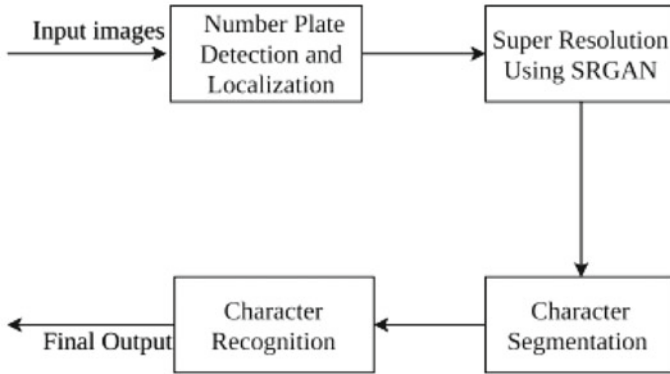 Input images
Number Plate
Detection and
Localization
Super Resolution
Using SRGAN
Character
Segmentation
Character
Recognition
Final Output